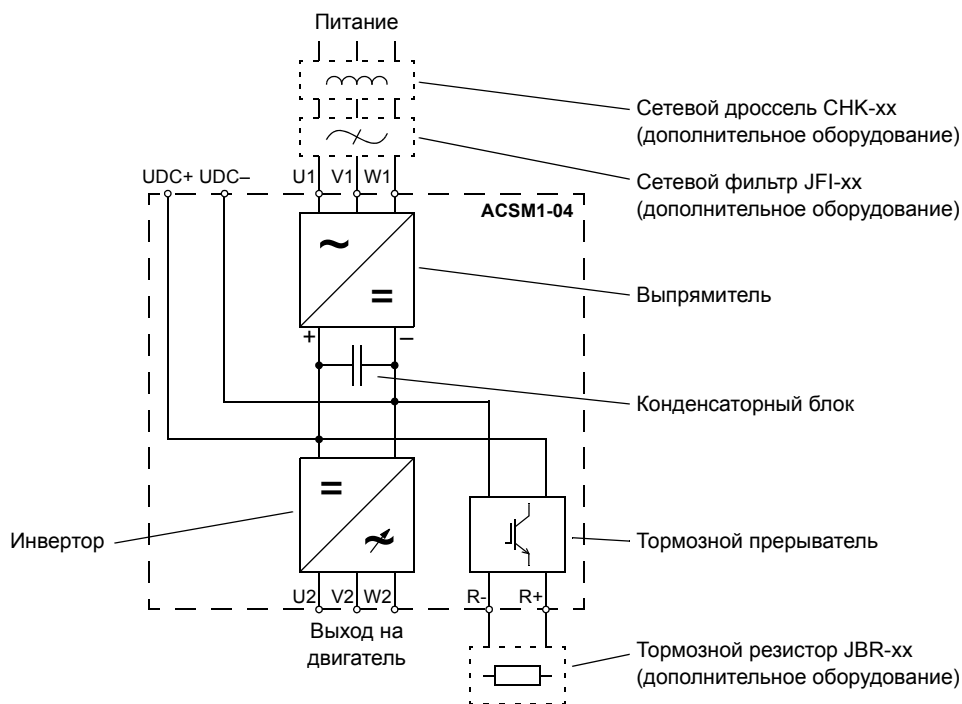 Питание
Сетевой дроссель CHK-xx
(дополнительное оборудование)
UDC+ UDC– U1 V1 W1
Сетевой фильтр JFI-xx
(дополнительное оборудование)
ACSM1-04
~
=
Выпрямитель
+ –
Конденсаторный блок
=
~
Инвертор
Тормозной прерыватель
U2 V2 W2 R- R+
Выход на
двигатель
Тормозной резистор JBR-xx
(дополнительное оборудование)